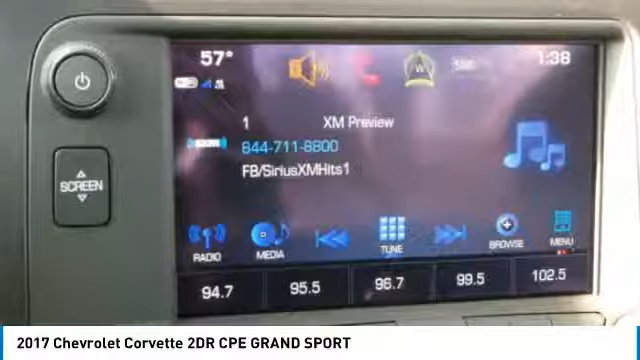 57° 1:38
1 XM Preview
844-711-8800
FB/SiriusXMHits1
RADIO MEDIA TUNE BROWSE MENU
94.7 95.5 96.7 99.5 102.5
SCREEN
2017 Chevrolet Corvette 2DR CPE GRAND SPORT